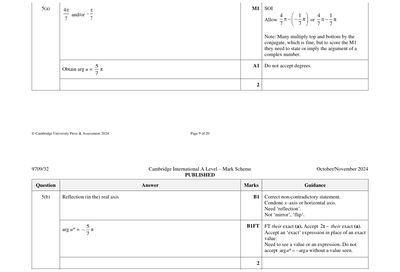 5(a)
4π/7 and/or −π/7
M1
SOI
Allow 4/7 π − (−1/7 π) or 4/7 π − 1/7 π
Note: Many multiply top and bottom by the
conjugate, which is fine, but to score the M1
they need to state or imply the argument of a
complex number.
Obtain arg u = 5/7 π
A1
Do not accept degrees.
2
© Cambridge University Press & Assessment 2024
Page 9 of 20
9709/32
Cambridge International A Level – Mark Scheme
PUBLISHED
October/November 2024
Question
Answer
Marks
Guidance
5(b)
Reflection (in the) real axis
B1
Correct non-contradictory statement.
Condone x-axis or horizontal axis.
Need 'reflection'.
Not 'mirror', 'flip'.
arg u* = −5/7 π
B1FT
FT their exact (a). Accept 2π − their exact (a).
Accept an 'exact' expression in place of an exact
value.
Need to see a value or an expression. Do not
accept arg u* = −arg u without a value seen.
2